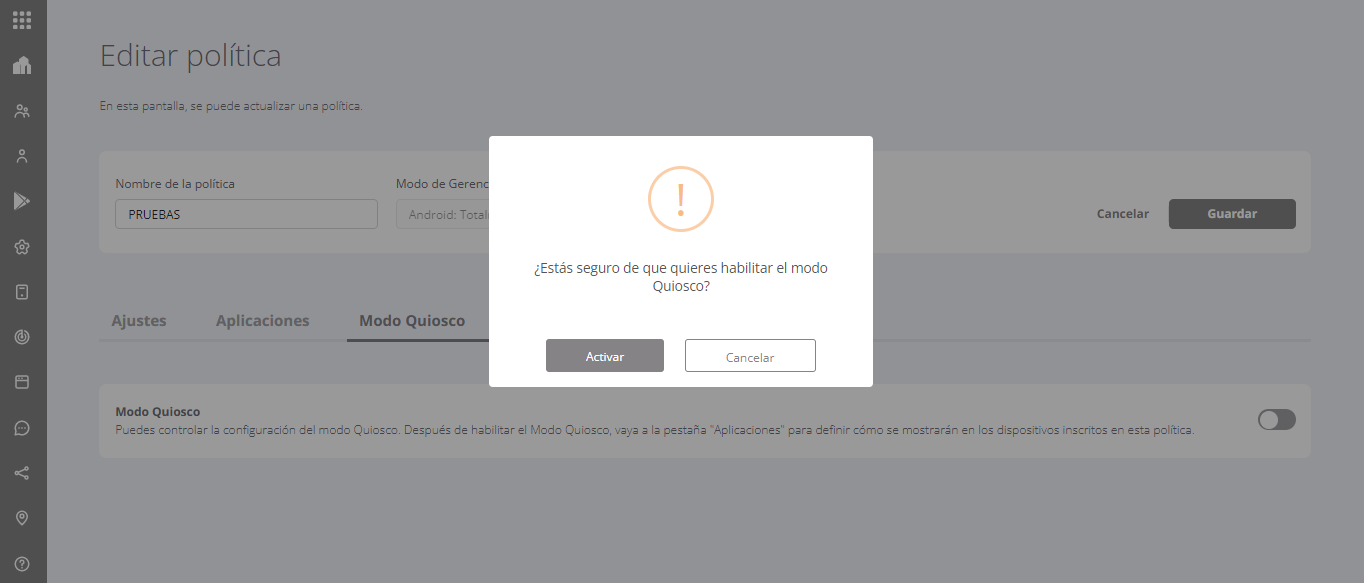 Editar política
En esta pantalla, se puede actualizar una política.
Nombre de la política
Modo de Gerenc
PRUEBAS
Android: Total
Cancelar
Guardar
!
¿Estás seguro de que quieres habilitar el modo
Quiosco?
Activar
Cancelar
Ajustes
Aplicaciones
Modo Quiosco
Modo Quiosco
Puedes controlar la configuración del modo Quiosco. Después de habilitar el Modo Quiosco, vaya a la pestaña "Aplicaciones" para definir cómo se mostrarán en los dispositivos inscritos en esta política.
?